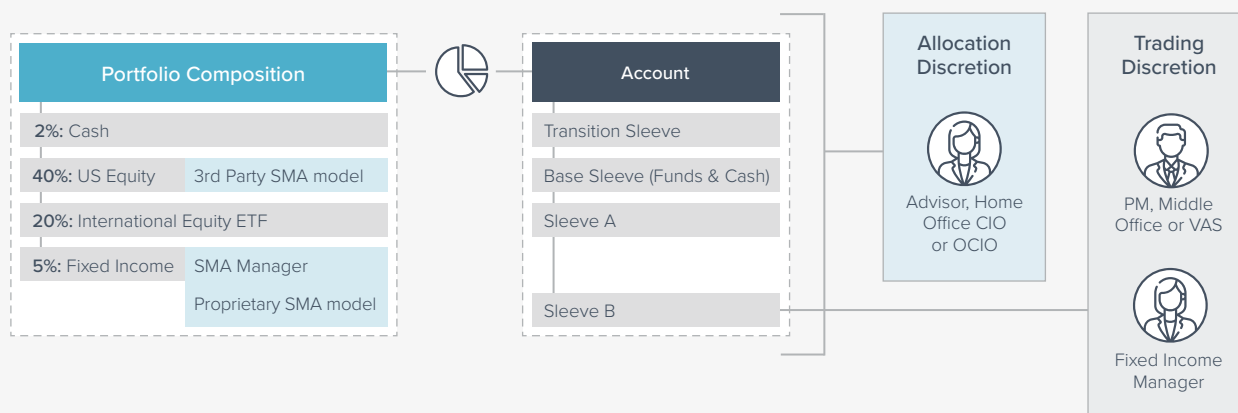 Portfolio Composition
2%: Cash
40%: US Equity
3rd Party SMA model
20%: International Equity ETF
5%: Fixed Income
SMA Manager
Proprietary SMA model
Account
Transition Sleeve
Base Sleeve (Funds & Cash)
Sleeve A
Sleeve B
Allocation
Discretion
Advisor, Home
Office CIO
or OCIO
Trading
Discretion
PM, Middle
Office or VAS
Fixed Income
Manager